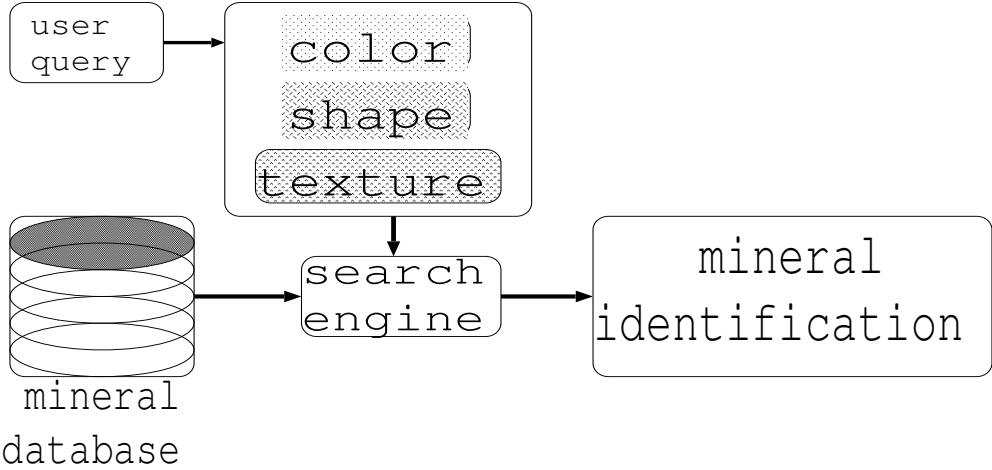 user
query
color
shape
texture
search
engine
mineral
identification
mineral
database